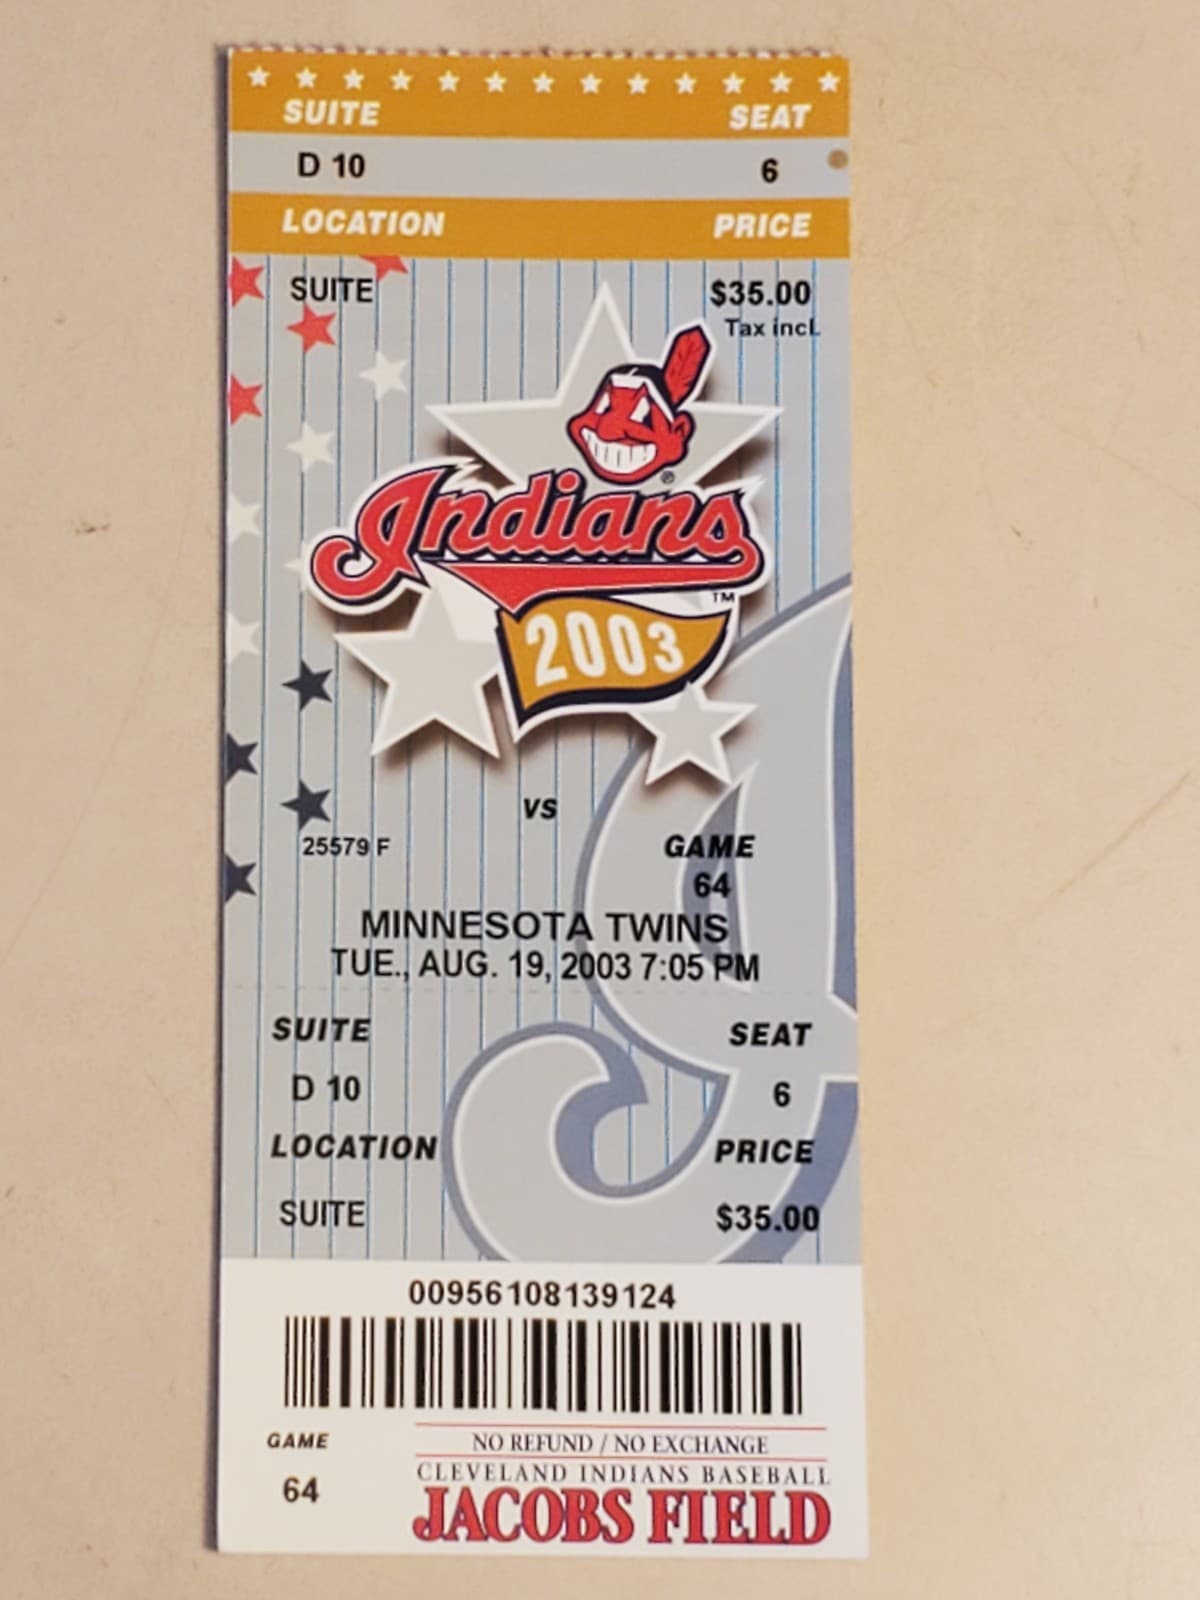 SUITE SEAT
D 10 6
LOCATION PRICE
SUITE $35.00
Tax incl.
®
Indians
TM
2003
VS
25579 F GAME
64
MINNESOTA TWINS
TUE., AUG. 19, 2003 7:05 PM
SUITE SEAT
D 10 6
LOCATION PRICE
SUITE $35.00
00956108139124
GAME NO REFUND / NO EXCHANGE
64 CLEVELAND INDIANS BASEBALL
JACOBS FIELD